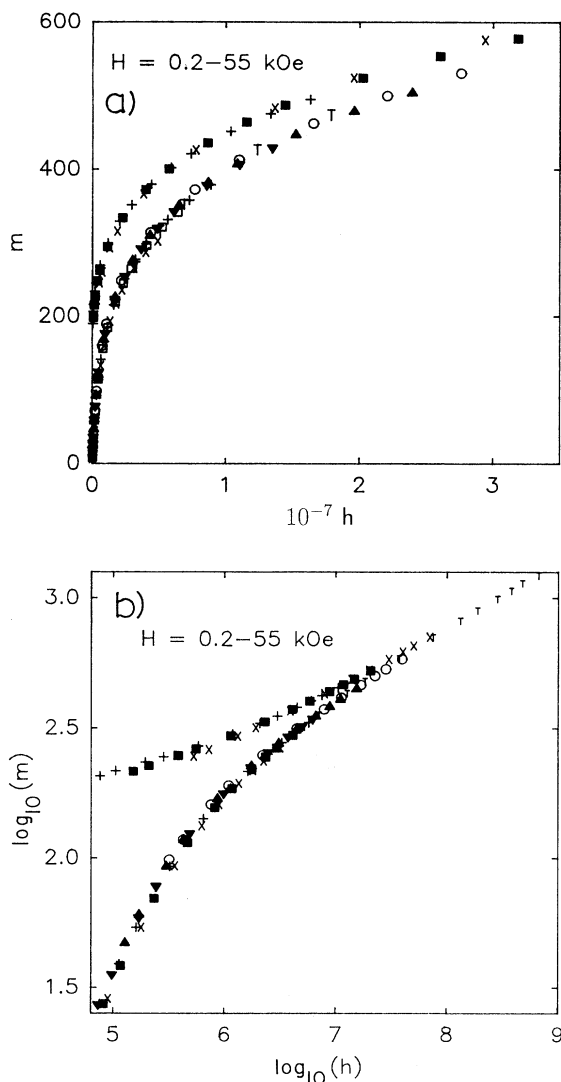 600
H = 0.2–55 kOe
a)
400
m
200
0
0 1 2 3
10⁻⁷ h
3.0
b)
H = 0.2–55 kOe
2.5
log₁₀(m)
2.0
1.5
5 6 7 8 9
log₁₀(h)